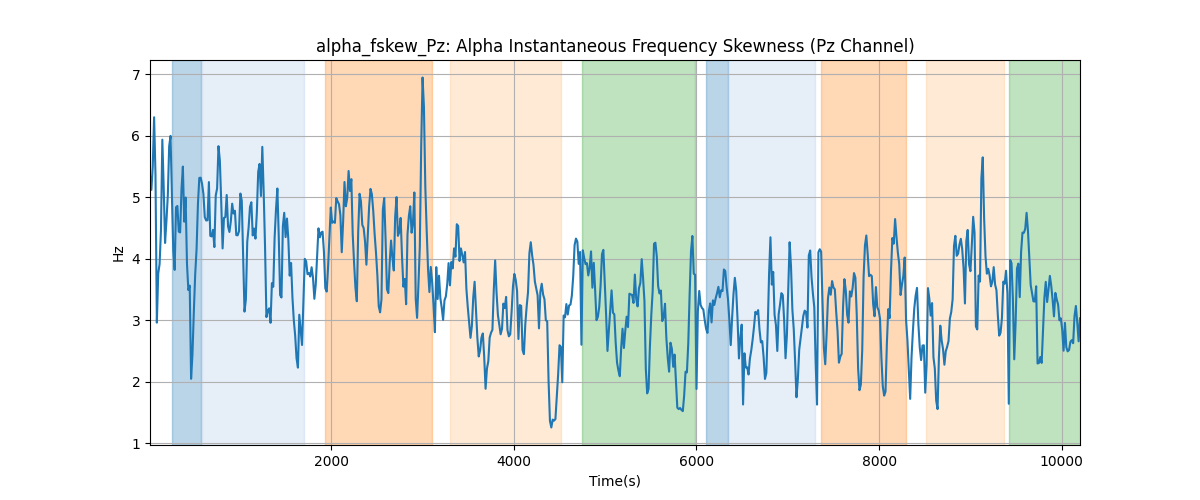 alpha_fskew_Pz: Alpha Instantaneous Frequency Skewness (Pz Channel)
7
6
5
4
3
2
1
Hz
2000 4000 6000 8000 10000
Time(s)